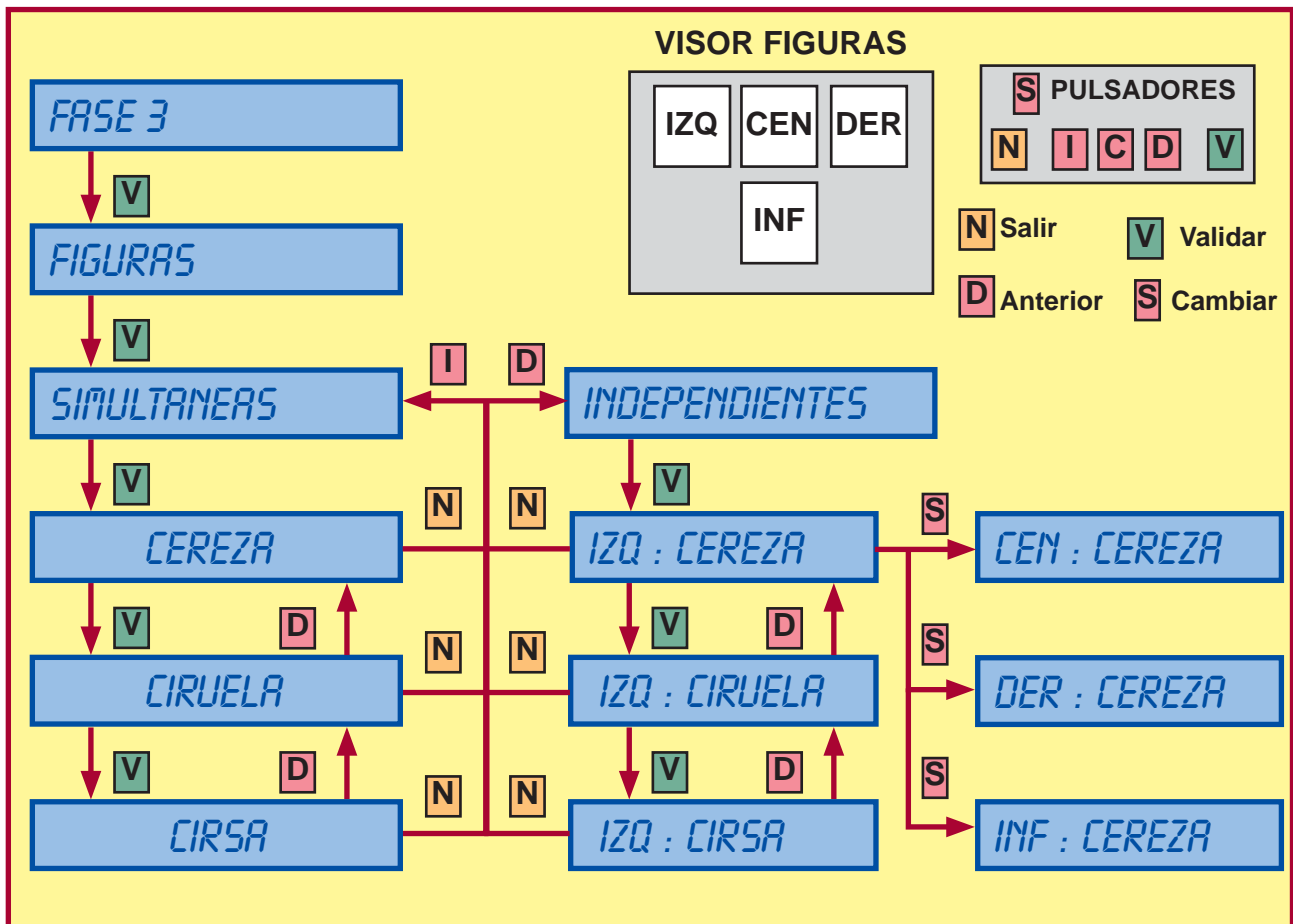 VISOR FIGURAS
IZQ CEN DER
INF
S PULSADORES
N I C D V
N Salir
V Validar
D Anterior
S Cambiar
FASE 3
V
FIGURAS
V
SIMULTANEAS
I D
INDEPENDIENTES
V
V
CEREZA
N N
IZQ : CEREZA
S
CEN : CEREZA
V D
V D
CIRUELA
N N
IZQ : CIRUELA
S
DER : CEREZA
V D
V D
CIRSA
N N
IZQ : CIRSA
S
INF : CEREZA